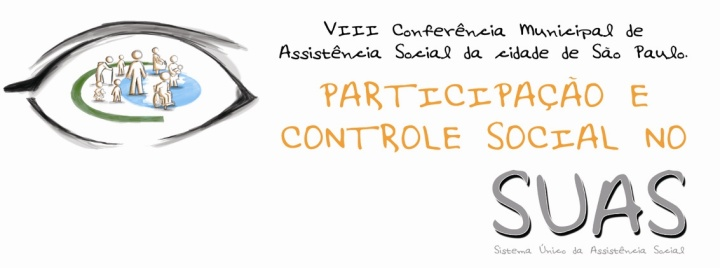 VIII Conferência Municipal de
Assistência Social da cidade de São Paulo.
PARTICIPAÇÃO E
CONTROLE SOCIAL NO
SUAS
Sistema Único da Assistência Social